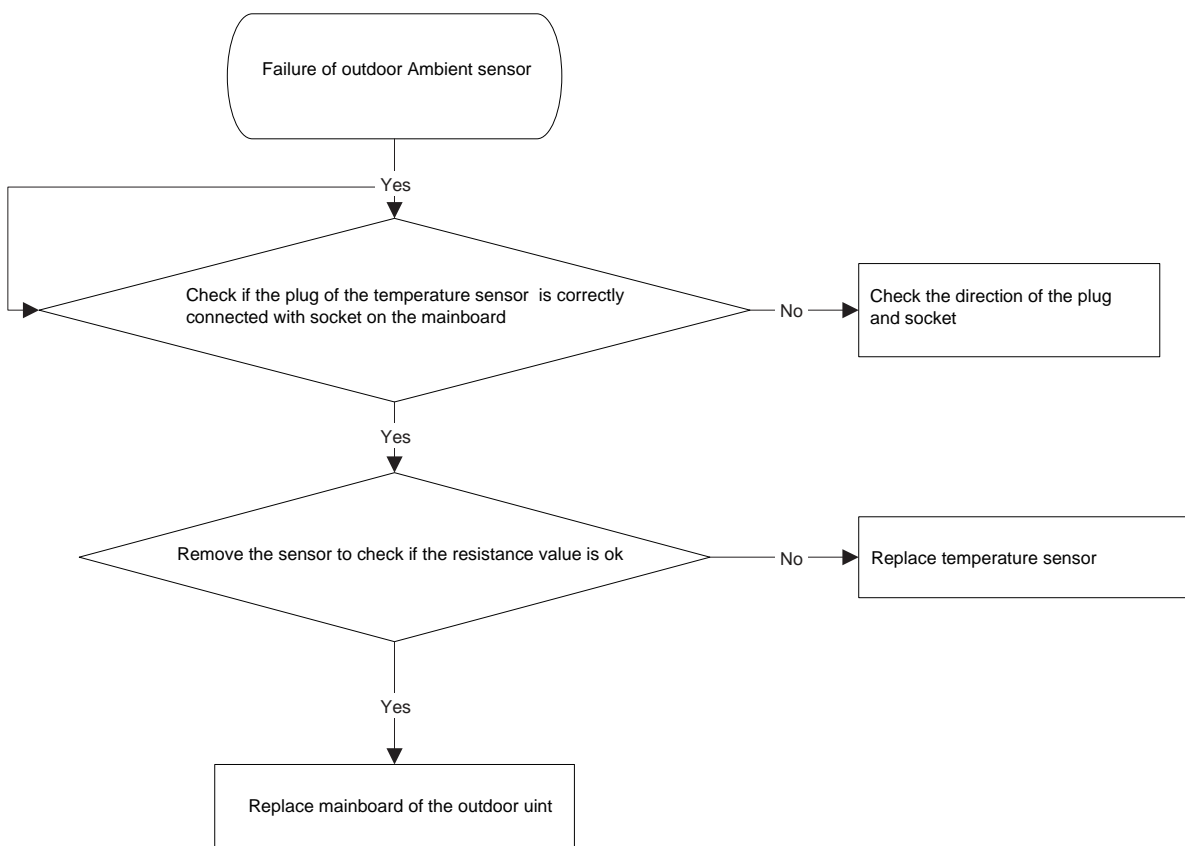 Failure of outdoor Ambient sensor
Yes
Check if the plug of the temperature sensor is correctly
connected with socket on the mainboard
No
Check the direction of the plug
and socket
Yes
Remove the sensor to check if the resistance value is ok
No
Replace temperature sensor
Yes
Replace mainboard of the outdoor uint